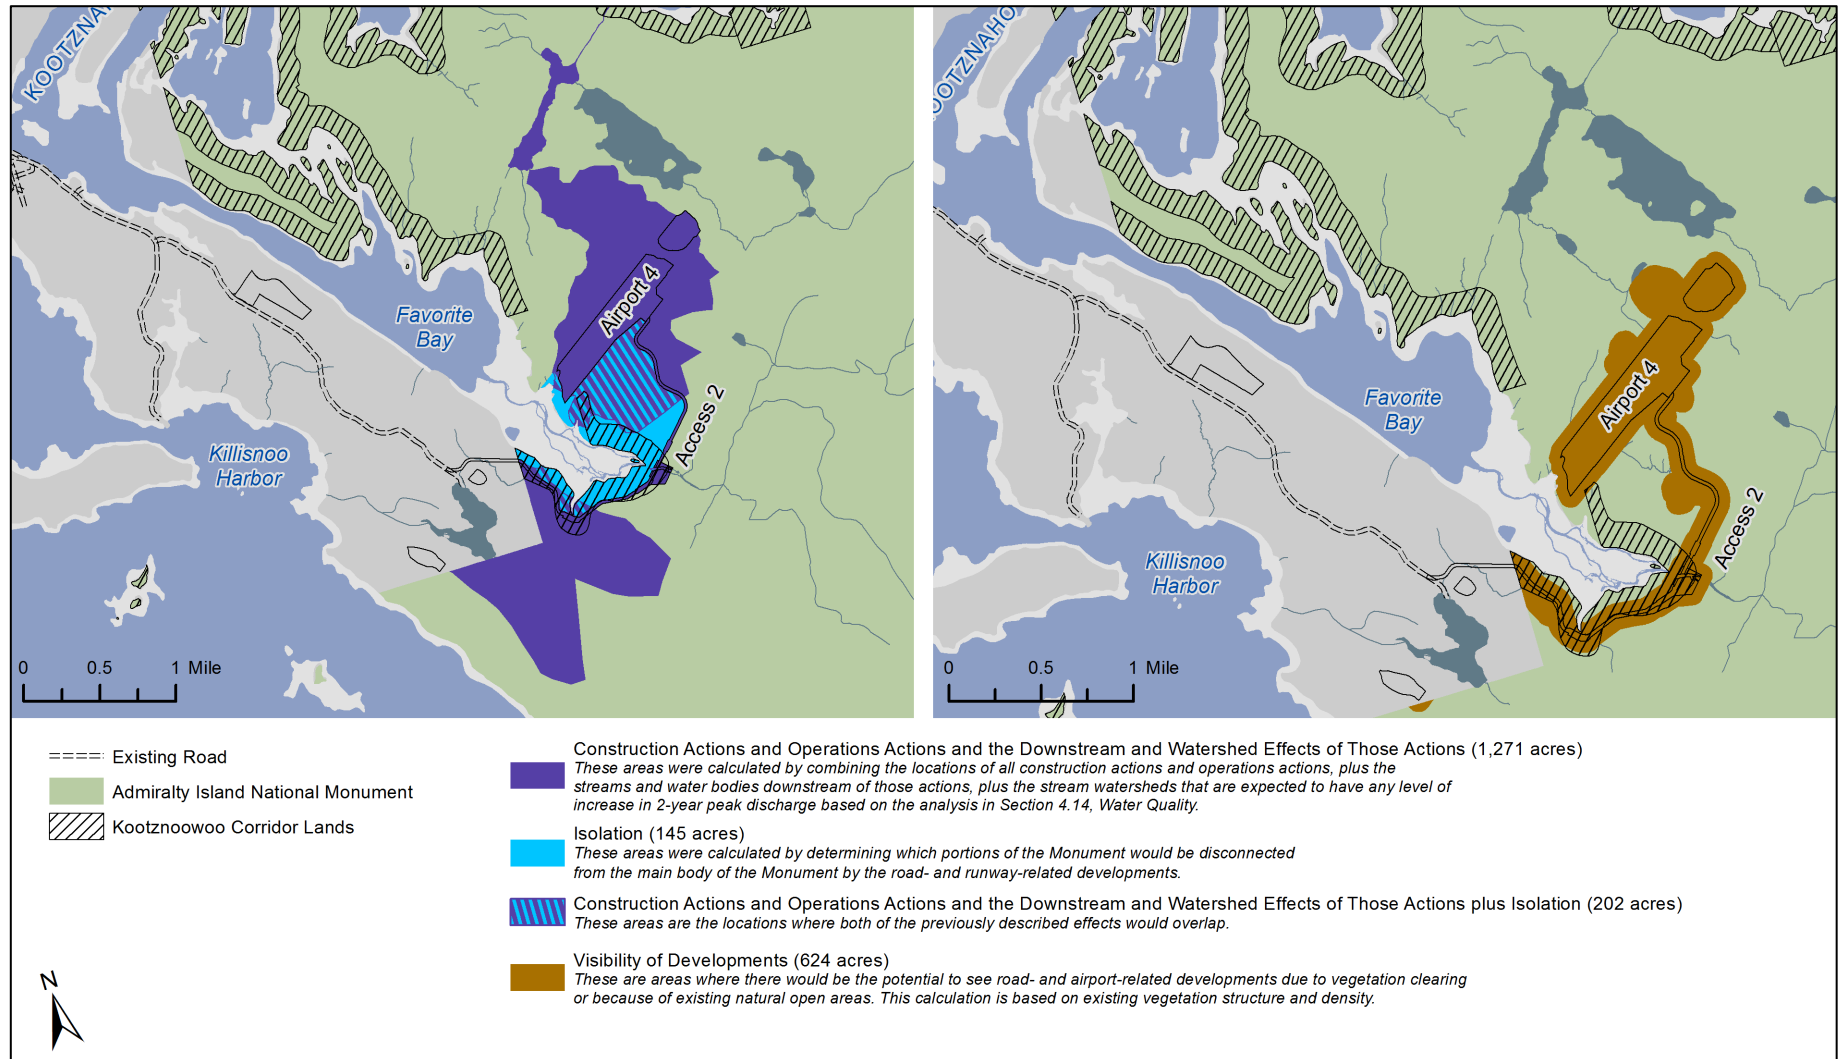 KOOTZNAH
Airport 4
Favorite
Bay
Access 2
Killisnoo
Harbor
0 0.5 1 Mile
OOTZNAHO
Airport 4
Favorite
Bay
Access 2
Killisnoo
Harbor
0 0.5 1 Mile
Existing Road
Admiralty Island National Monument
Kootznoowoo Corridor Lands
N
Construction Actions and Operations Actions and the Downstream and Watershed Effects of Those Actions (1,271 acres)
These areas were calculated by combining the locations of all construction actions and operations actions, plus the
streams and water bodies downstream of those actions, plus the stream watersheds that are expected to have any level of
increase in 2-year peak discharge based on the analysis in Section 4.14, Water Quality.
Isolation (145 acres)
These areas were calculated by determining which portions of the Monument would be disconnected
from the main body of the Monument by the road- and runway-related developments.
Construction Actions and Operations Actions and the Downstream and Watershed Effects of Those Actions plus Isolation (202 acres)
These areas are the locations where both of the previously described effects would overlap.
Visibility of Developments (624 acres)
These are areas where there would be the potential to see road- and airport-related developments due to vegetation clearing
or because of existing natural open areas. This calculation is based on existing vegetation structure and density.